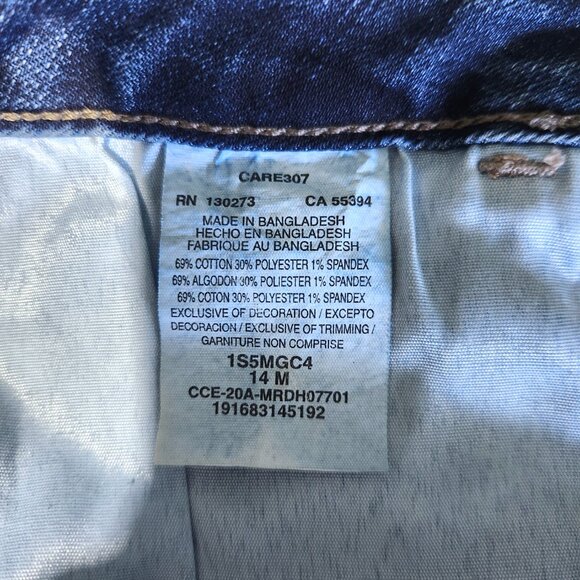 CARE307
RN 130273 CA 55394
MADE IN BANGLADESH
HECHO EN BANGLADESH
FABRIQUE AU BANGLADESH
69% COTTON 30% POLYESTER 1% SPANDEX
69% ALGODON 30% POLYESTER 1% SPANDEX
69% COTON 30% POLYESTER 1% SPANDEX
EXCLUSIVE OF DECORATION / EXCEPTO
DECORACION / EXCLUSIVE OF TRIMMING /
GARNITURE NON COMPRISE
1S5MGC4
14 M
CCE-20A-MRDH07701
191683145192